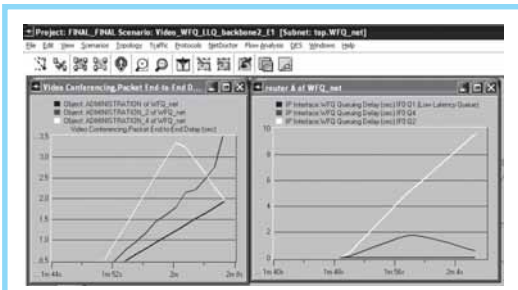 Project: FINAL_FINAL Scenario: Video_WFQ_LLQ_backbone2_E1 [Subnet: top.WFQ_net]
File Edit View Scenarios Topology Traffic Protocols NetDoctor Flow Analysis DES Windows Help
Video Conferencing,Packet End-to-End D...
Object: ADMINISTRATION of WFQ_net
Object: ADMINISTRATION_2 of WFQ_net
Object: ADMINISTRATION_4 of WFQ_net
Video Conferencing.Packet End-to-End Delay (sec)
3,5
3.0
2.5
2.0
1.5
1.0
0.5
1m 48s 1m 52s 2m 2m 8s
router A of WFQ_net
IP Interface.WFQ Queuing Delay (sec) IF0 Q1 (Low-Latency Queue)
IP Interface.WFQ Queuing Delay (sec) IF0 Q4
IP Interface.WFQ Queuing Delay (sec) IF0 Q2
10
8
6
4
2
0
... 1m 40s 1m 48s 1m 56s 2m 4s